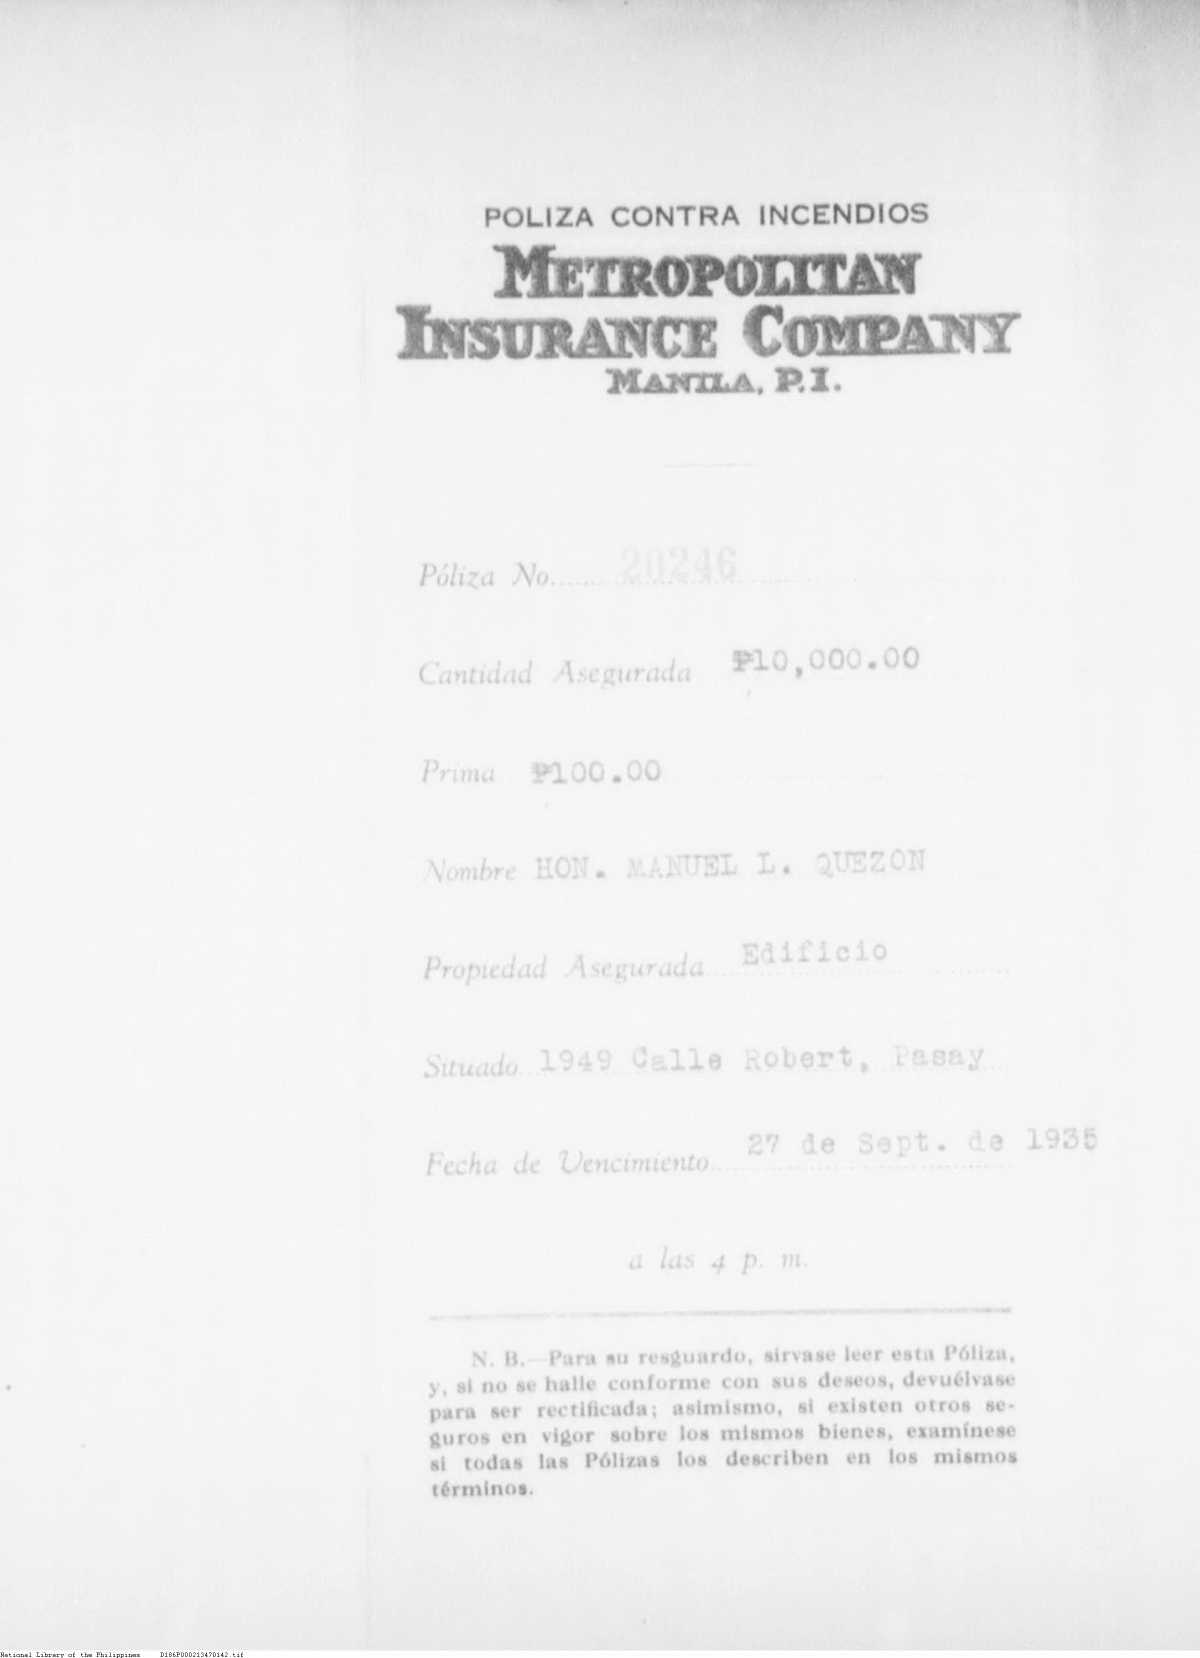 POLIZA CONTRA INCENDIOS
METROPOLITAN
INSURANCE COMPANY
MANILA, P.I.
Póliza No. 20246
Cantidad Asegurada ₱10,000.00
Prima ₱100.00
Nombre HON. MANUEL L. QUEZON
Propiedad Asegurada Edificio
Situado 1949 Calle Robert, Pasay
Fecha de Vencimiento 27 de Sept. de 1935
a las 4 p. m.
N. B.—Para su resguardo, sirvase leer esta Póliza,
y, si no se halle conforme con sus deseos, devuélvase
para ser rectificada; asimismo, si existen otros se-
guros en vigor sobre los mismos bienes, examínese
si todas las Pólizas los describen en los mismos
términos.
National Library of the Philippines D186P000213470142.tif